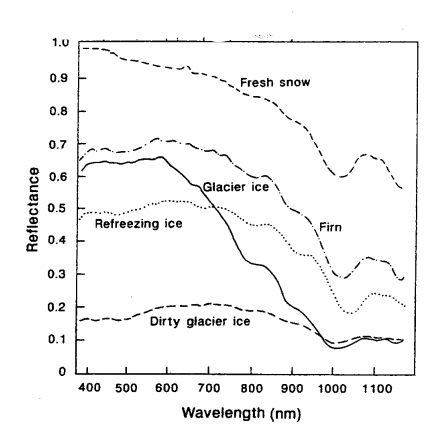 1.0
0.9
0.8
0.7
0.6
0.5
0.4
0.3
0.2
0.1
0
Reflectance
Fresh snow
Glacier ice
Refreezing ice
Firn
Dirty glacier ice
400 500 600 700 800 900 1000 1100
Wavelength (nm)